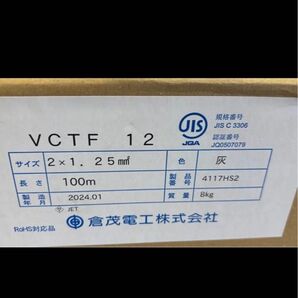 VCTF 12
JIS
JQA
規格番号
JIS C 3306
認証番号
JQ0507079
サイズ 2×1.25㎟ 色 灰
長さ 100m 製品番号 4117HS2
製造年月 2024.01 質量 8kg
JET
RoHS対応品 倉茂電工株式会社